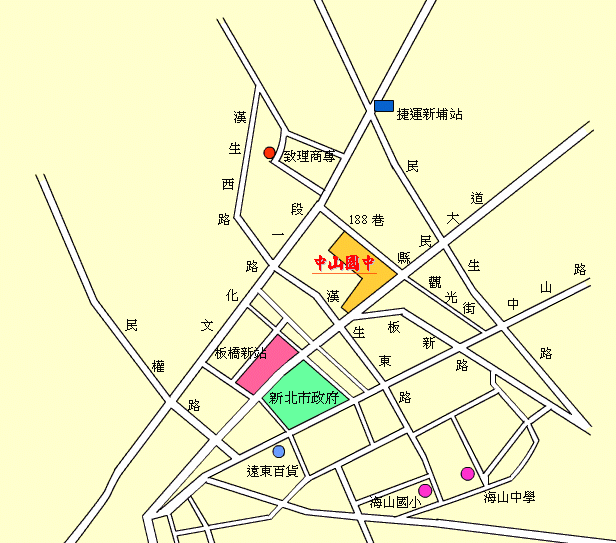 捷運新埔站
致理商專
漢生西路
188 巷
文化路一段
民生路
縣民大道
中山國中
觀光街
中山路
漢生東路
板新路
民權路
板橋新站
新北市政府
遠東百貨
海山國小
海山中學